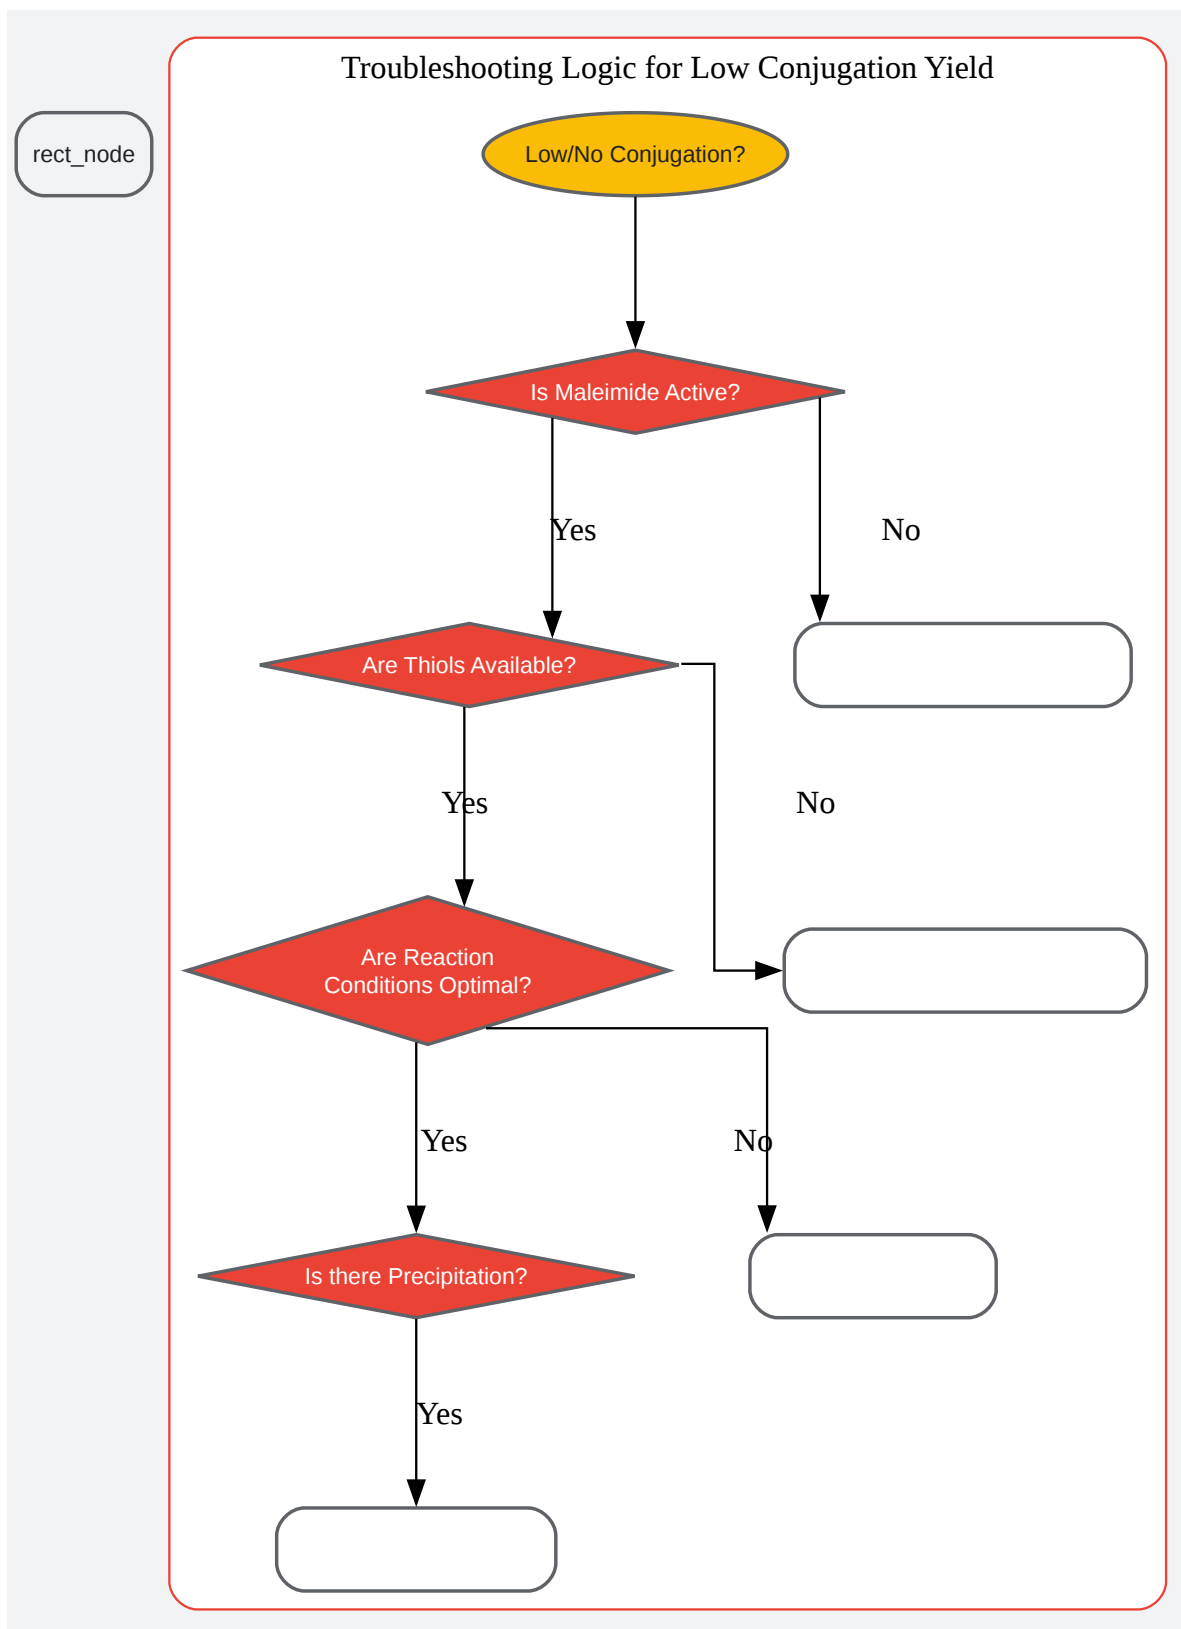 Troubleshooting Logic for Low Conjugation Yield
rect_node
Low/No Conjugation?
Is Maleimide Active?
Yes
No
Are Thiols Available?
Yes
No
Are Reaction
Conditions Optimal?
Yes
No
Is there Precipitation?
Yes